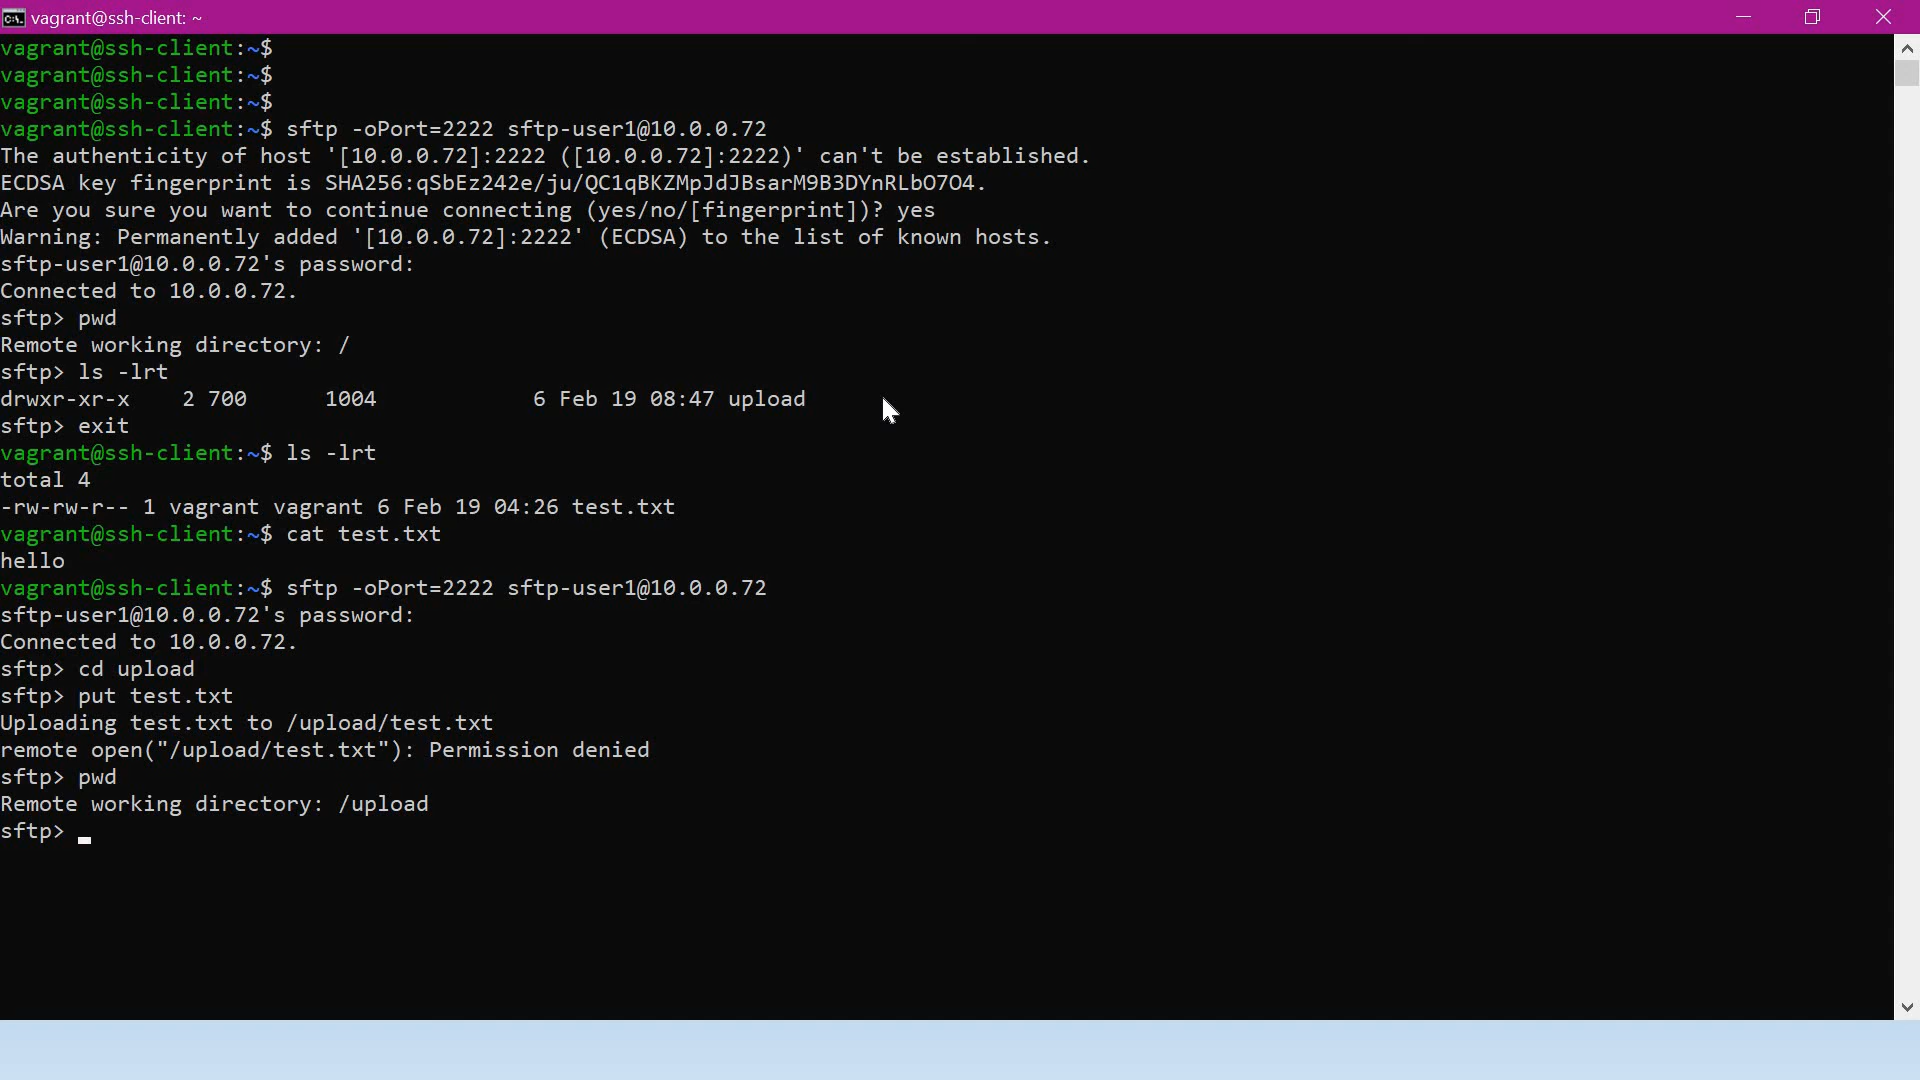 vagrant@ssh-client: ~
vagrant@ssh-client:~$
vagrant@ssh-client:~$
vagrant@ssh-client:~$
vagrant@ssh-client:~$ sftp -oPort=2222 sftp-user1@10.0.0.72
The authenticity of host '[10.0.0.72]:2222 ([10.0.0.72]:2222)' can't be established.
ECDSA key fingerprint is SHA256:qSbEz242e/ju/QC1qBKZMpJdJBsarM9B3DYnRLbO7O4.
Are you sure you want to continue connecting (yes/no/[fingerprint])? yes
Warning: Permanently added '[10.0.0.72]:2222' (ECDSA) to the list of known hosts.
sftp-user1@10.0.0.72's password:
Connected to 10.0.0.72.
sftp> pwd
Remote working directory: /
sftp> ls -lrt
drwxr-xr-x    2 700      1004            6 Feb 19 08:47 upload
sftp> exit
vagrant@ssh-client:~$ ls -lrt
total 4
-rw-rw-r-- 1 vagrant vagrant 6 Feb 19 04:26 test.txt
vagrant@ssh-client:~$ cat test.txt
hello
vagrant@ssh-client:~$ sftp -oPort=2222 sftp-user1@10.0.0.72
sftp-user1@10.0.0.72's password:
Connected to 10.0.0.72.
sftp> cd upload
sftp> put test.txt
Uploading test.txt to /upload/test.txt
remote open("/upload/test.txt"): Permission denied
sftp> pwd
Remote working directory: /upload
sftp>